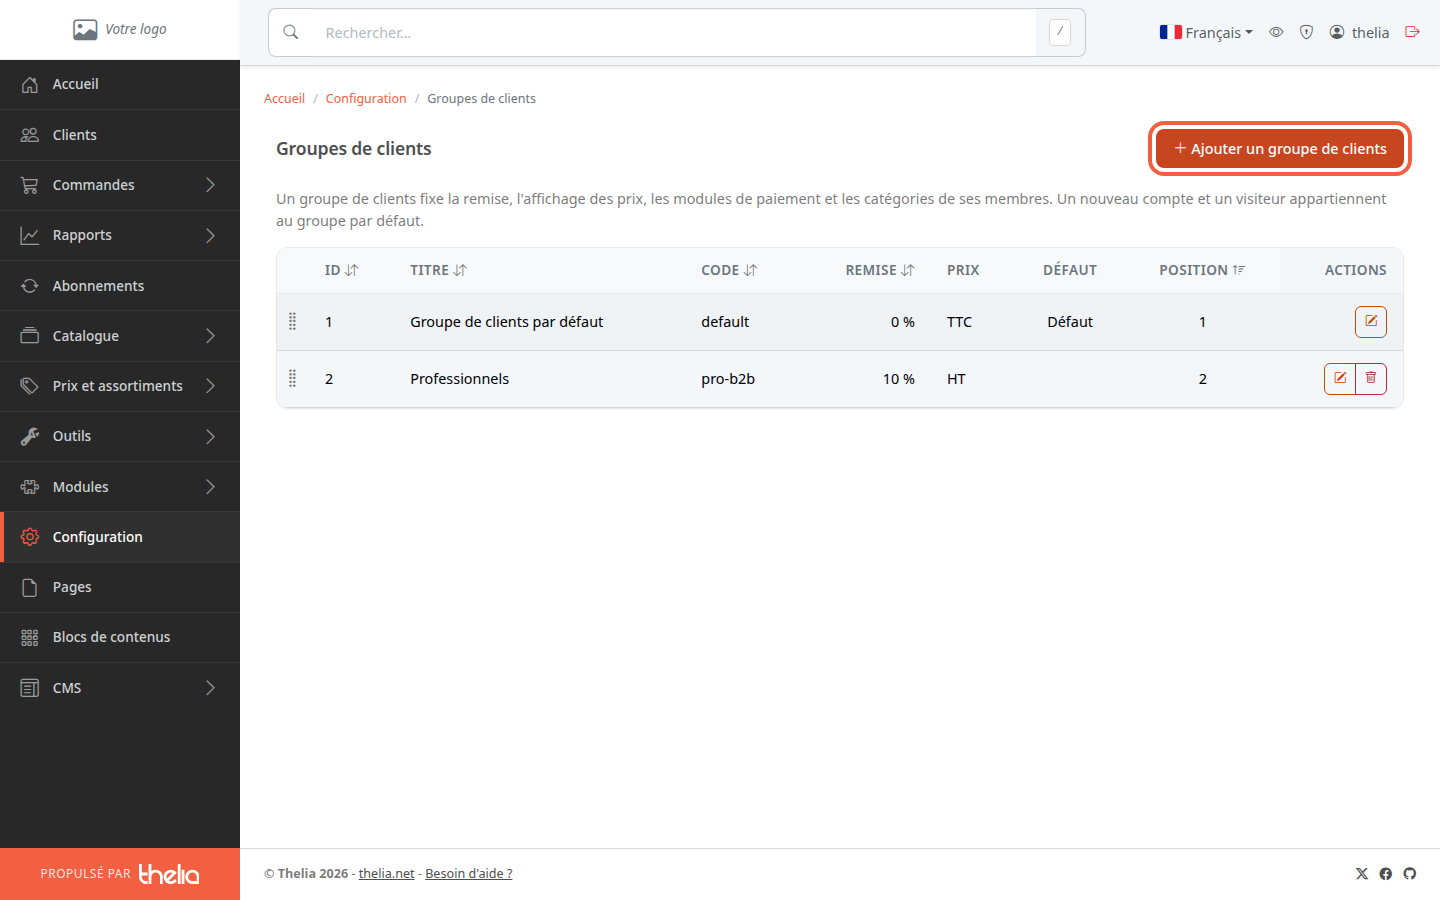 Votre logo
Rechercher...
/
Français
thelia
Accueil
Clients
Commandes
Rapports
Abonnements
Catalogue
Prix et assortiments
Outils
Modules
Configuration
Pages
Blocs de contenus
CMS
PROPULSÉ PAR thelia
Accueil / Configuration / Groupes de clients
Groupes de clients
+ Ajouter un groupe de clients
Un groupe de clients fixe la remise, l'affichage des prix, les modules de paiement et les catégories de ses membres. Un nouveau compte et un visiteur appartiennent
au groupe par défaut.
ID TITRE CODE REMISE PRIX DÉFAUT POSITION ACTIONS
1 Groupe de clients par défaut default 0 % TTC Défaut 1
2 Professionnels pro-b2b 10 % HT 2
© Thelia 2026 - thelia.net - Besoin d'aide ?